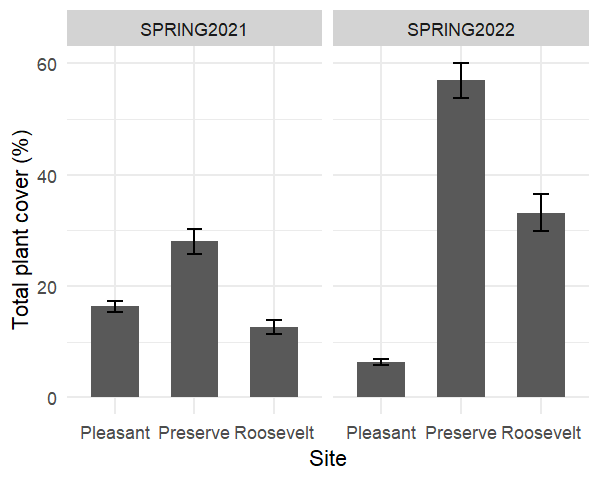 SPRING2021 SPRING2022
Total plant cover (%)
60
40
20
0
Pleasant Preserve Roosevelt Pleasant Preserve Roosevelt
Site